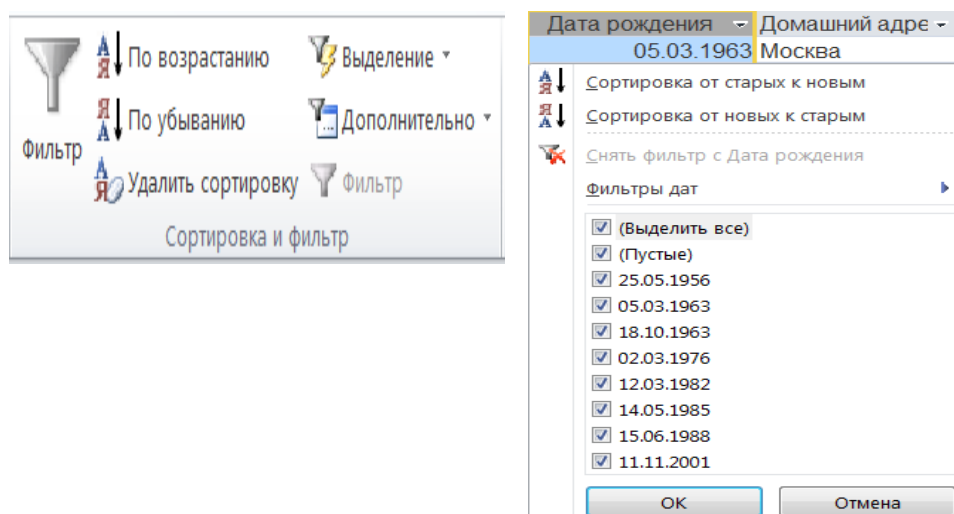 Фильтр
По возрастанию
По убыванию
Удалить сортировку
Выделение
Дополнительно
Фильтр
Сортировка и фильтр
Дата рождения Домашний адре
05.03.1963 Москва
Сортировка от старых к новым
Сортировка от новых к старым
Снять фильтр с Дата рождения
Фильтры дат
(Выделить все)
(Пустые)
25.05.1956
05.03.1963
18.10.1963
02.03.1976
12.03.1982
14.05.1985
15.06.1988
11.11.2001
ОК Отмена